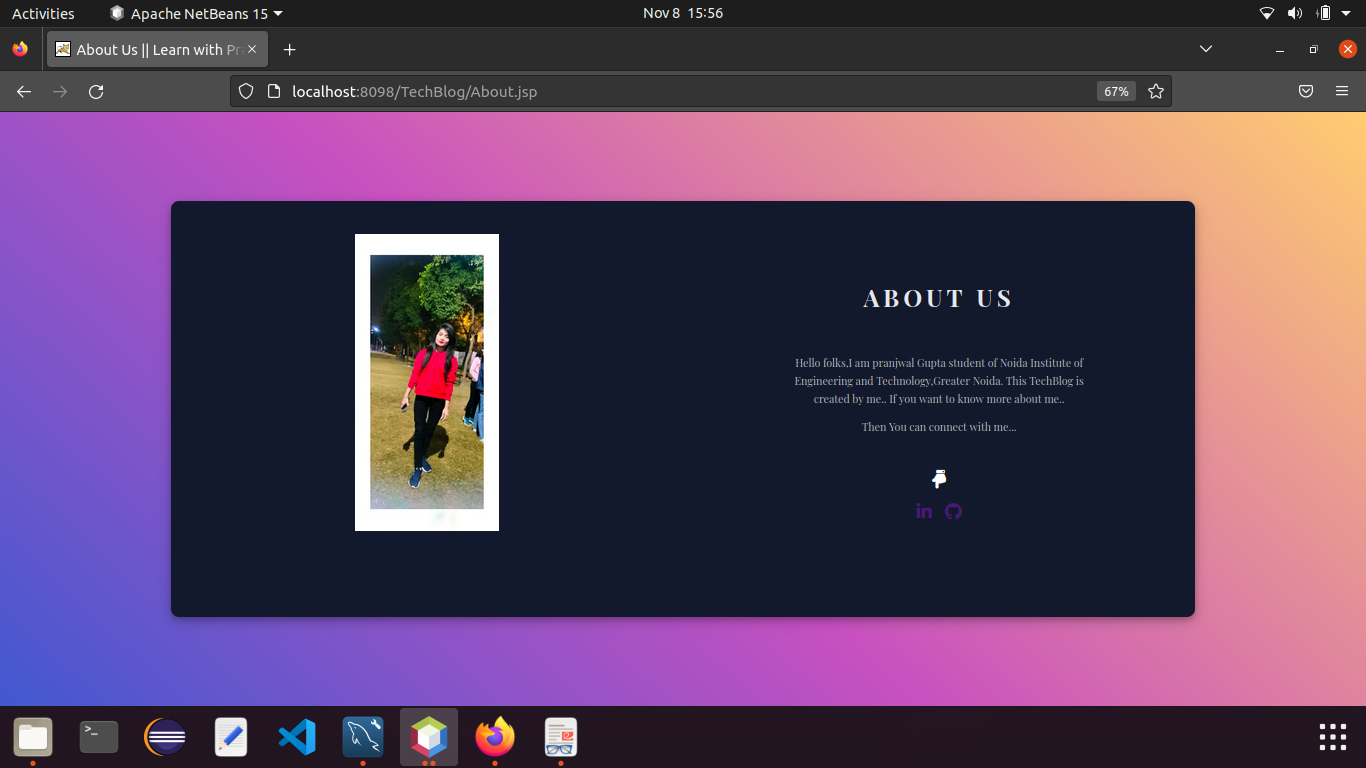 Activities
Apache NetBeans 15
Nov 8 15:56
About Us || Learn with Pr
localhost:8098/TechBlog/About.jsp
67%
ABOUT US
Hello folks,I am pranjwal Gupta student of Noida Institute of
Engineering and Technology,Greater Noida. This TechBlog is
created by me.. If you want to know more about me..
Then You can connect with me...
in
>_